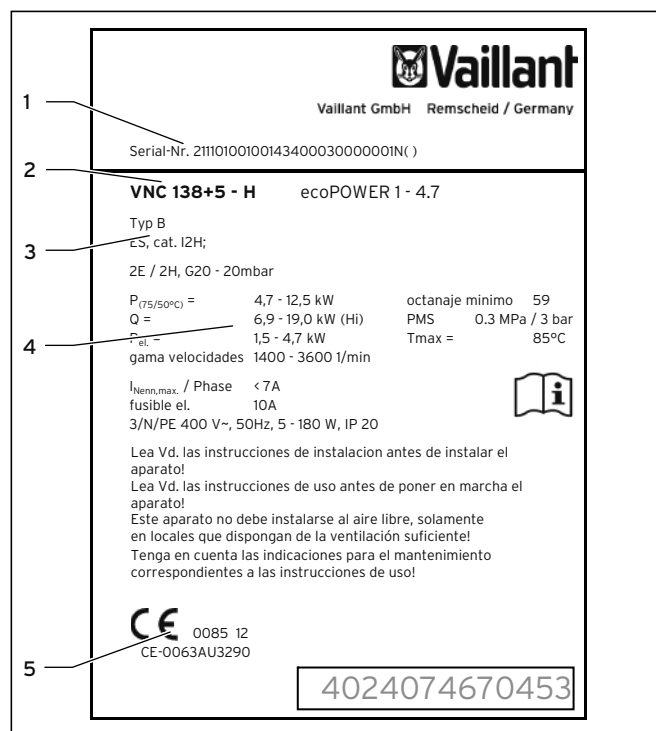 Vaillant
Vaillant GmbH Remscheid / Germany
1
Serial-Nr. 21110100100143400030000001N( )
2
VNC 138+5 - H ecoPOWER 1 - 4.7
Typ B
3
ES, cat. I2H;
2E / 2H, G20 - 20mbar
P(75/50ºC) = 4,7 - 12,5 kW octanaje minimo 59
Q = 6,9 - 19,0 kW (Hi) PMS 0.3 MPa / 3 bar
4
Pel. = 1,5 - 4,7 kW Tmax = 85ºC
gama velocidades 1400 - 3600 1/min
INenn,max. / Phase < 7A
fusible el. 10A
3/N/PE 400 V~, 50Hz, 5 - 180 W, IP 20
Lea Vd. las instrucciones de instalacion antes de instalar el
aparato!
Lea Vd. las instrucciones de uso antes de poner en marcha el
aparato!
Este aparato no debe instalarse al aire libre, solamente
en locales que dispongan de la ventilación suficiente!
Tenga en cuenta las indicaciones para el mantenimiento
correspondientes a las instrucciones de uso!
CE 0085 12
5
CE-0063AU3290
4024074670453